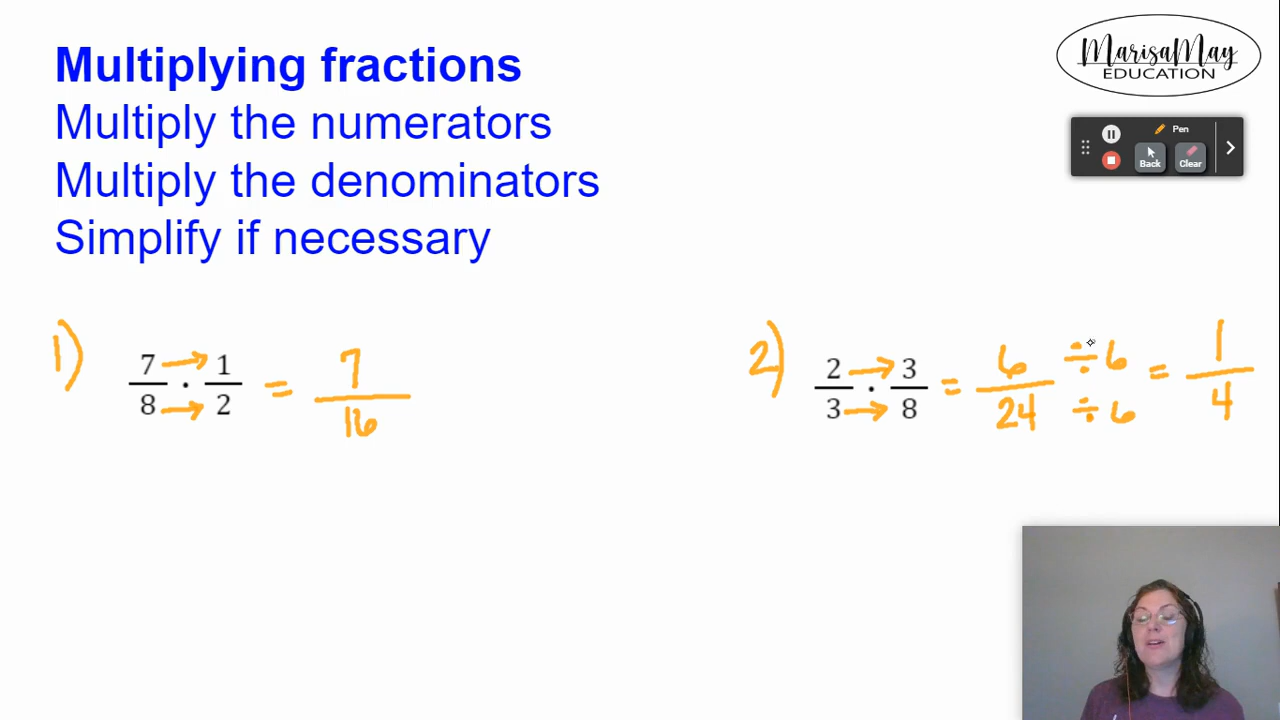 Multiplying fractions
Multiply the numerators
Multiply the denominators
Simplify if necessary
MarisaMay
EDUCATION
Pen
Back
Clear
1) 7/8 · 1/2 = 7/16
2) 2/3 · 3/8 = 6/24 ÷6/÷6 = 1/4